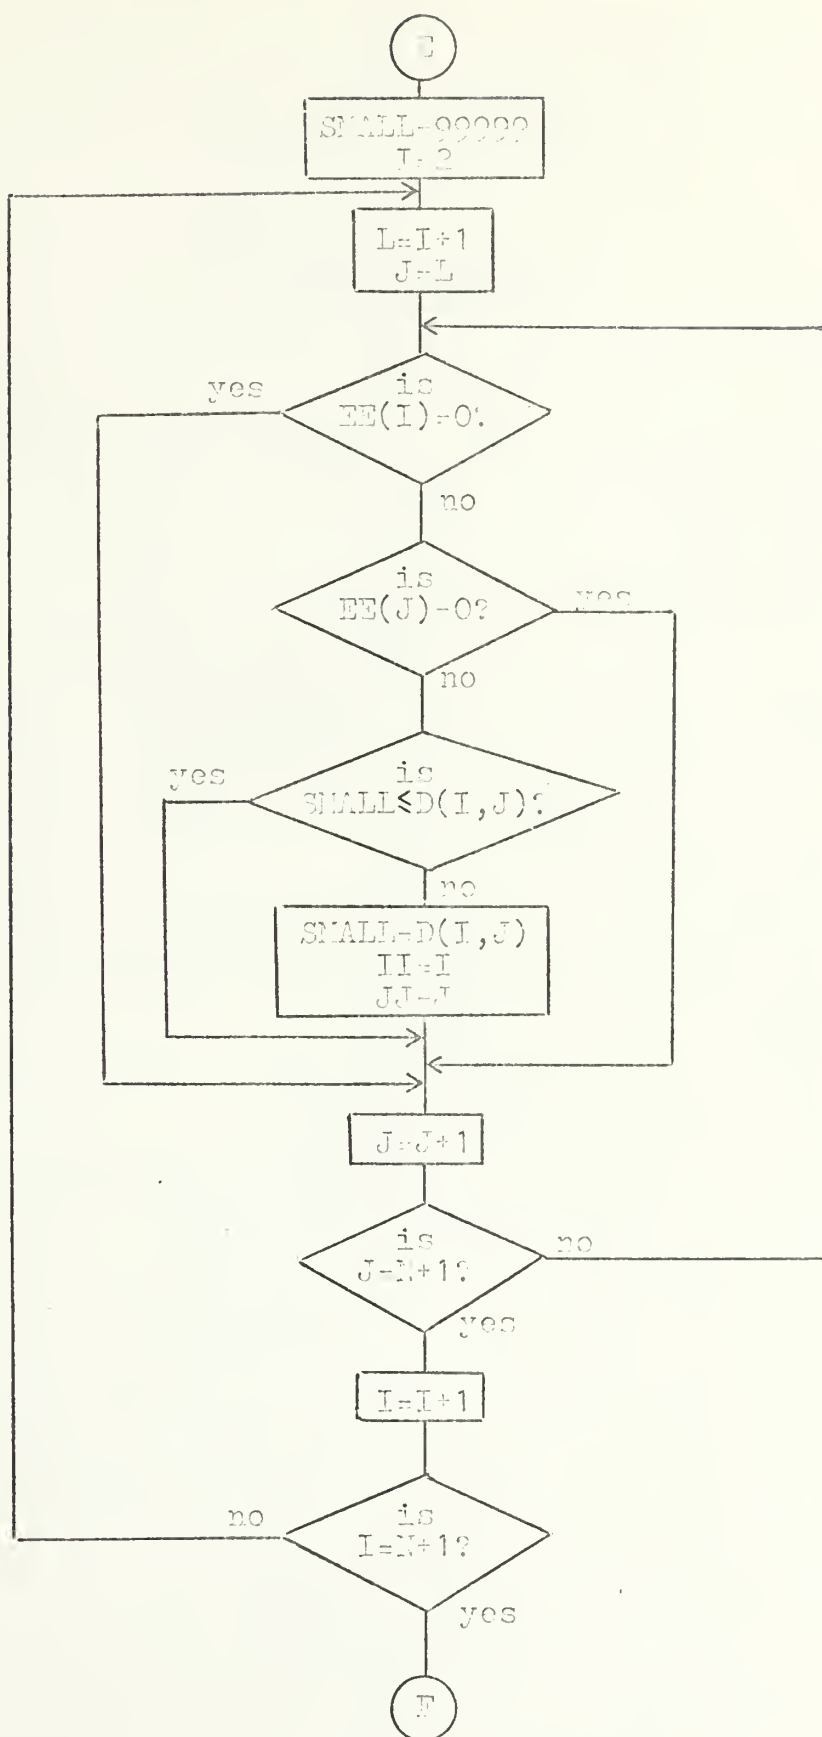 SMALL=99999
I=2
L=I+1
J=L
is
EE(I)=0?
yes
no
is
EE(J)=0?
yes
no
is
SMALL≤D(I,J)?
yes
no
SMALL=D(I,J)
II=I
JJ=J
J=J+1
is
J=N+1?
no
yes
I=I+1
is
I=N+1?
no
yes
F